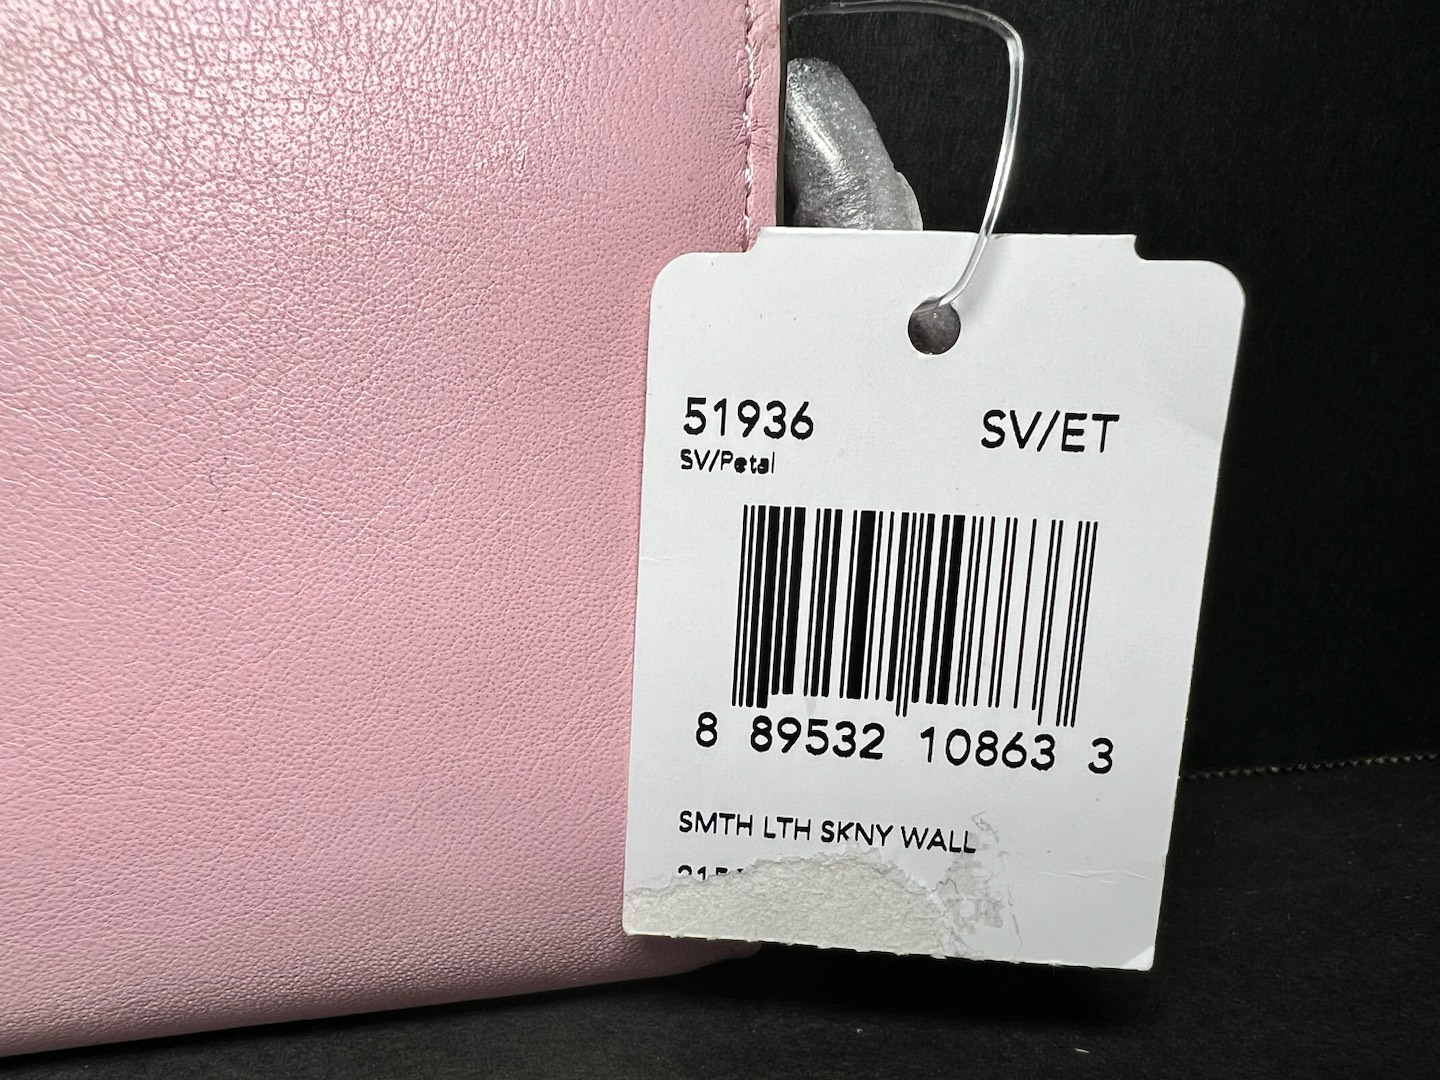 51936 SV/ET
SV/Petal
8 89532 10863 3
SMTH LTH SKNY WALL